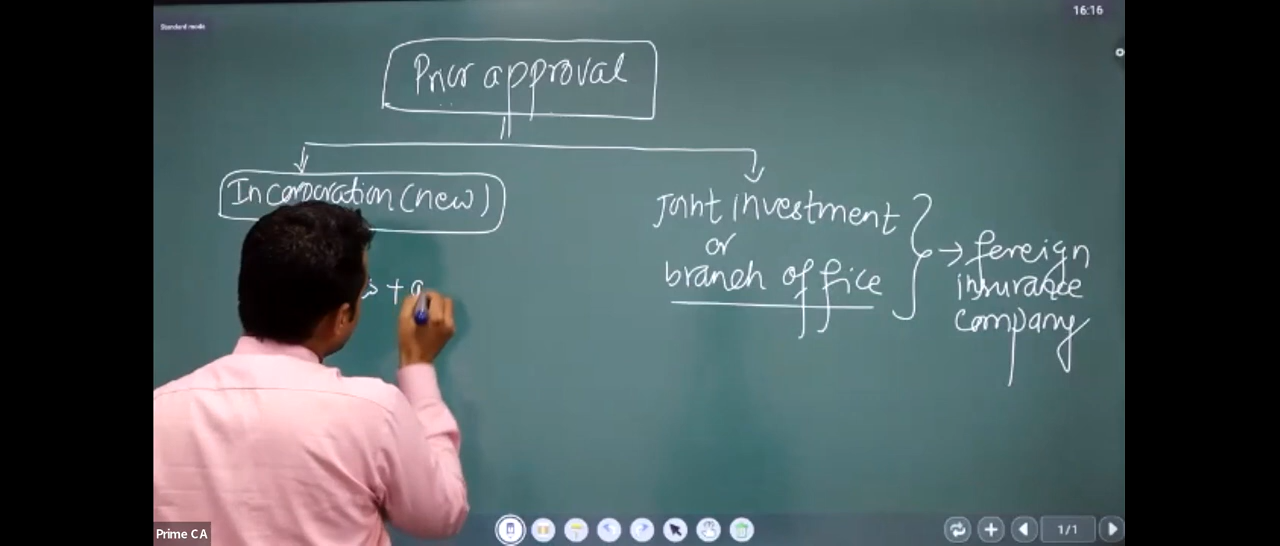 Standard mode
16:16
Prior approval
Incorporation (new)
Joint investment
or
branch office
→ foreign
insurance
company
s + a
Prime CA
1/1